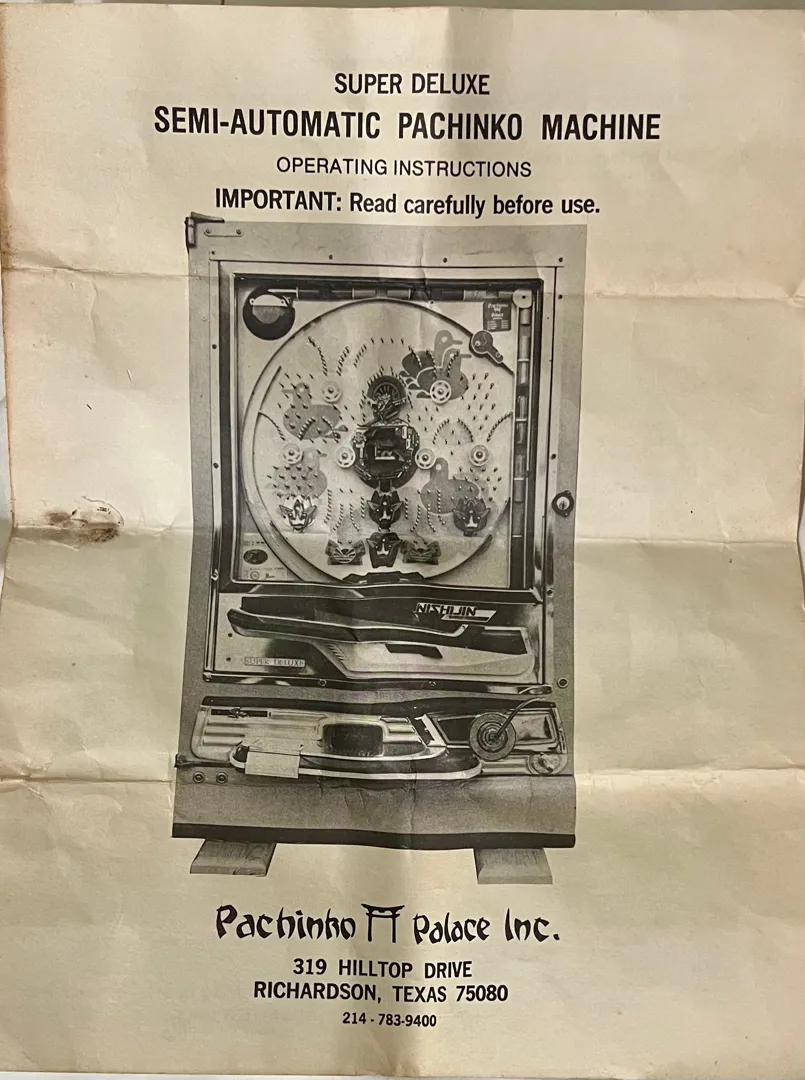 SUPER DELUXE
SEMI-AUTOMATIC PACHINKO MACHINE
OPERATING INSTRUCTIONS
IMPORTANT: Read carefully before use.
NISHIJIN
SUPER DELUXE
Pachinko Palace Inc.
319 HILLTOP DRIVE
RICHARDSON, TEXAS 75080
214-783-9400